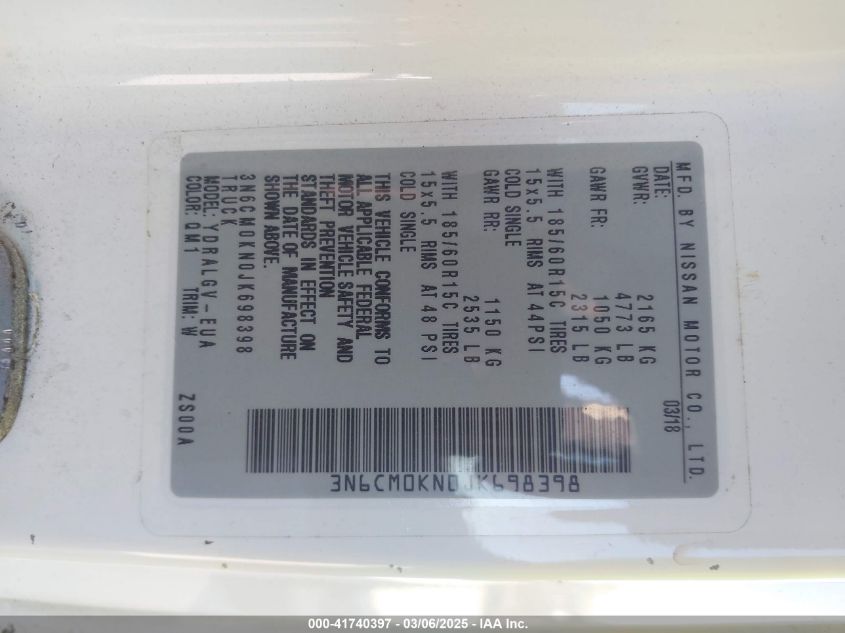 MFD. BY NISSAN MOTOR CO., LTD.
DATE: 03/18
GVWR: 2165 KG
4773 LB
GAWR FR: 1050 KG
2315 LB
WITH 185/60R15C TIRES
15x5.5 RIMS AT 44PSI
COLD SINGLE
GAWR RR: 1150 KG
2535 LB
WITH 185/60R15C TIRES
15x5.5 RIMS AT 48 PSI
COLD SINGLE
THIS VEHICLE CONFORMS TO
ALL APPLICABLE FEDERAL
MOTOR VEHICLE SAFETY AND
THEFT PREVENTION
STANDARDS IN EFFECT ON
THE DATE OF MANUFACTURE
SHOWN ABOVE.
3N6CM0KN0JK698398
TRUCK
MODEL: YDRALGV-EUA
COLOR: QM1 TRIM: W ZS00A
3N6CM0KN0JK698398
000-41740397 - 03/06/2025 - IAA Inc.